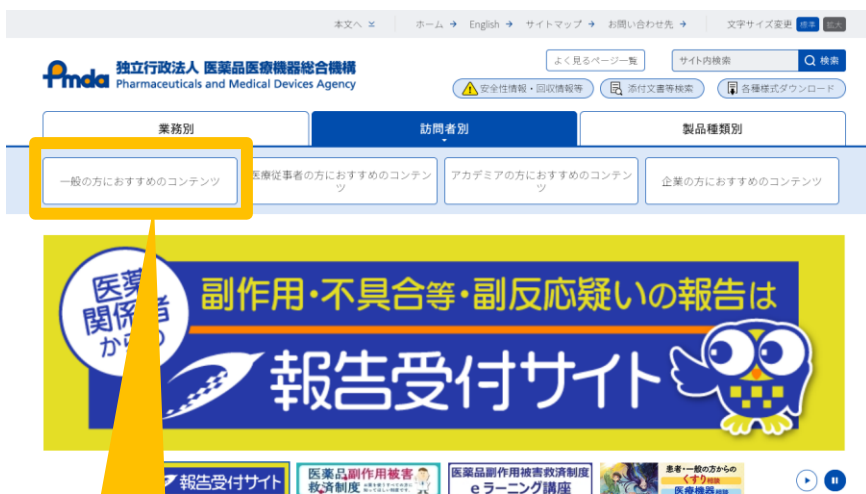 本文へ
ホーム English サイトマップ お問い合わせ先
文字サイズ変更 標準 拡大
Pmda 独立行政法人 医薬品医療機器総合機構
Pharmaceuticals and Medical Devices Agency
よく見るページ一覧
サイト内検索 検索
安全性情報・回収情報等 添付文書等検索 各種様式ダウンロード
業務別 訪問者別 製品種類別
一般の方におすすめのコンテンツ
医療従事者の方におすすめのコンテン
ツ
アカデミアの方におすすめのコンテン
ツ
企業の方におすすめのコンテンツ
医薬
関係者
からの
副作用・不具合等・副反応疑いの報告は
報告受付サイト
報告受付サイト
医薬品副作用被害
救済制度
医薬品副作用被害救済制度
eラーニング講座
患者・一般の方からの
くすり相談
医療機器相談